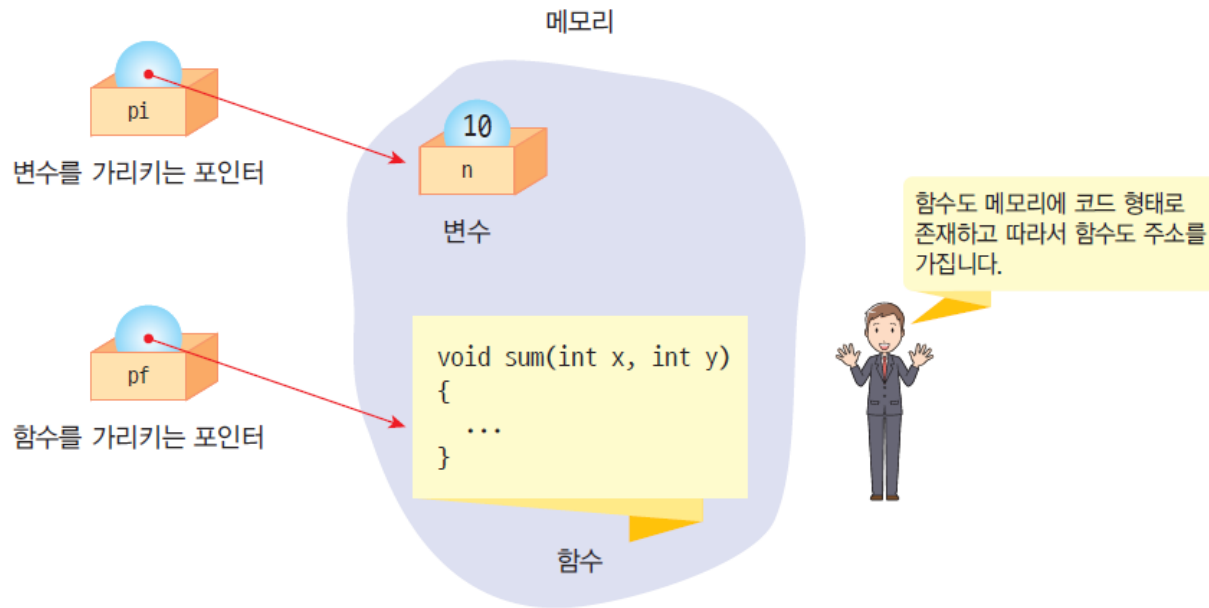 메모리
pi
변수를 가리키는 포인터
10
n
변수
함수도 메모리에 코드 형태로
존재하고 따라서 함수도 주소를
가집니다.
pf
함수를 가리키는 포인터
void sum(int x, int y)
{
...
}
함수